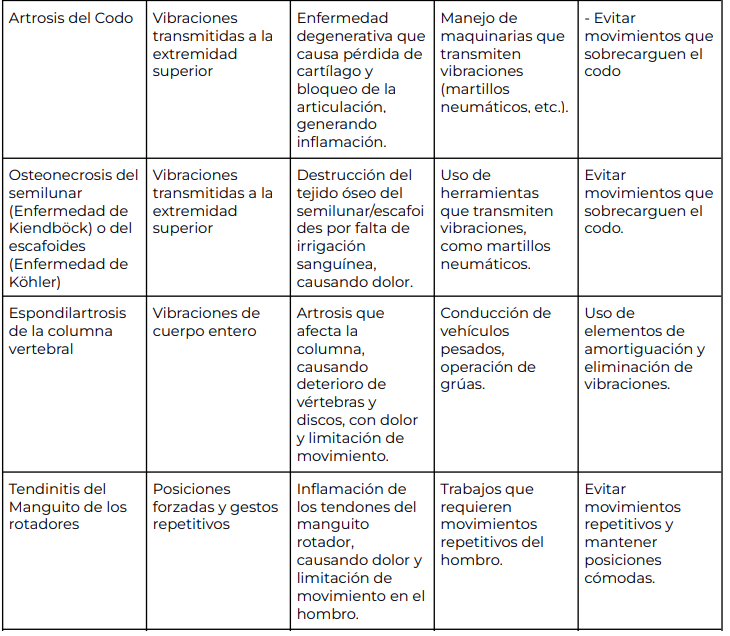 Artrosis del Codo
Vibraciones
transmitidas a la
extremidad
superior
Enfermedad
degenerativa que
causa pérdida de
cartílago y
bloqueo de la
articulación,
generando
inflamación.
Manejo de
maquinarias que
transmiten
vibraciones
(martillos
neumáticos, etc.).
- Evitar
movimientos que
sobrecarguen el
codo
Osteonecrosis del
semilunar
(Enfermedad de
Kiendböck) o del
escafoides
(Enfermedad de
Köhler)
Vibraciones
transmitidas a la
extremidad
superior
Destrucción del
tejido óseo del
semilunar/escafoi
des por falta de
irrigación
sanguínea,
causando dolor.
Uso de
herramientas
que transmiten
vibraciones,
como martillos
neumáticos.
Evitar
movimientos que
sobrecarguen el
codo.
Espondilartrosis
de la columna
vertebral
Vibraciones de
cuerpo entero
Artrosis que
afecta la
columna,
causando
deterioro de
vértebras y
discos, con dolor
y limitación de
movimiento.
Conducción de
vehículos
pesados,
operación de
grúas.
Uso de
elementos de
amortiguación y
eliminación de
vibraciones.
Tendinitis del
Manguito de los
rotadores
Posiciones
forzadas y gestos
repetitivos
Inflamación de
los tendones del
manguito
rotador,
causando dolor y
limitación de
movimiento en el
hombro.
Trabajos que
requieren
movimientos
repetitivos del
hombro.
Evitar
movimientos
repetitivos y
mantener
posiciones
cómodas.